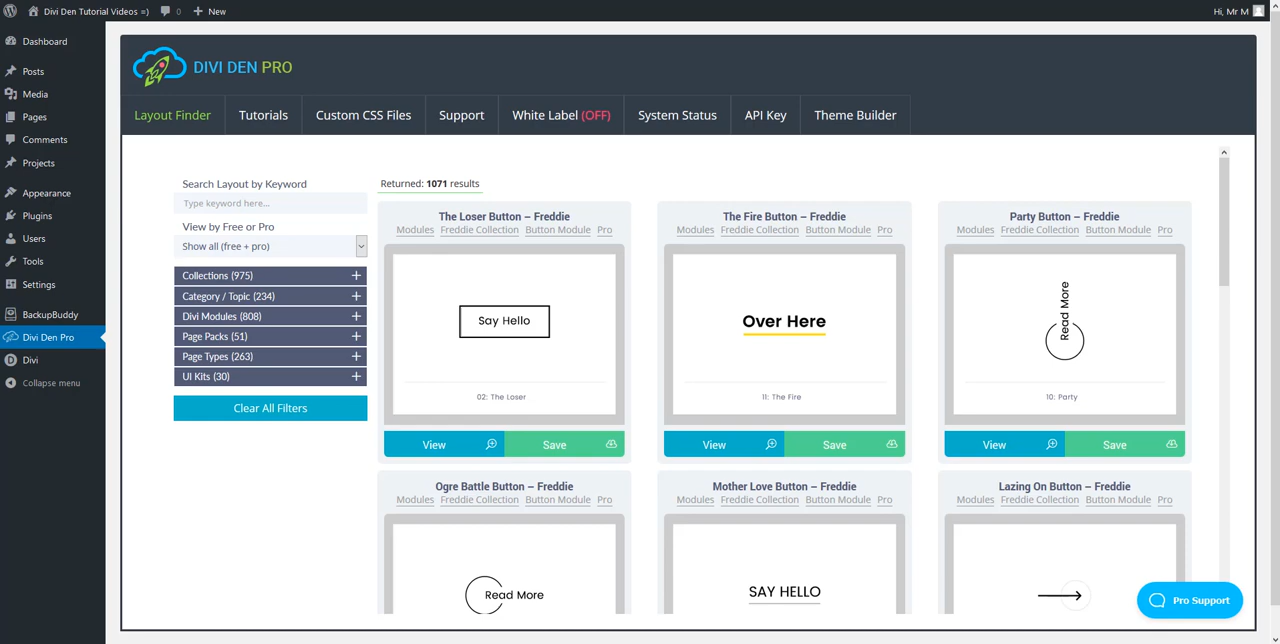 Divi Den Tutorial Videos =) 0 New Hi, Mr M
Dashboard
Posts
Media
Pages
Comments
Projects
Appearance
Plugins
Users
Tools
Settings
BackupBuddy
Divi Den Pro
Divi
Collapse menu
DIVI DEN PRO
Layout Finder Tutorials Custom CSS Files Support White Label (OFF) System Status API Key Theme Builder
Search Layout by Keyword
Type keyword here...
View by Free or Pro
Show all (free + pro)
Collections (975)
Category / Topic (234)
Divi Modules (808)
Page Packs (51)
Page Types (263)
UI Kits (30)
Clear All Filters
Returned: 1071 results
The Loser Button – Freddie
Modules Freddie Collection Button Module Pro
Say Hello
02: The Loser
View Save
The Fire Button – Freddie
Modules Freddie Collection Button Module Pro
Over Here
11: The Fire
View Save
Party Button – Freddie
Modules Freddie Collection Button Module Pro
Read More
10: Party
View Save
Ogre Battle Button – Freddie
Modules Freddie Collection Button Module Pro
Read More
Mother Love Button – Freddie
Modules Freddie Collection Button Module Pro
SAY HELLO
Lazing On Button – Freddie
Modules Freddie Collection Button Module Pro
Pro Support